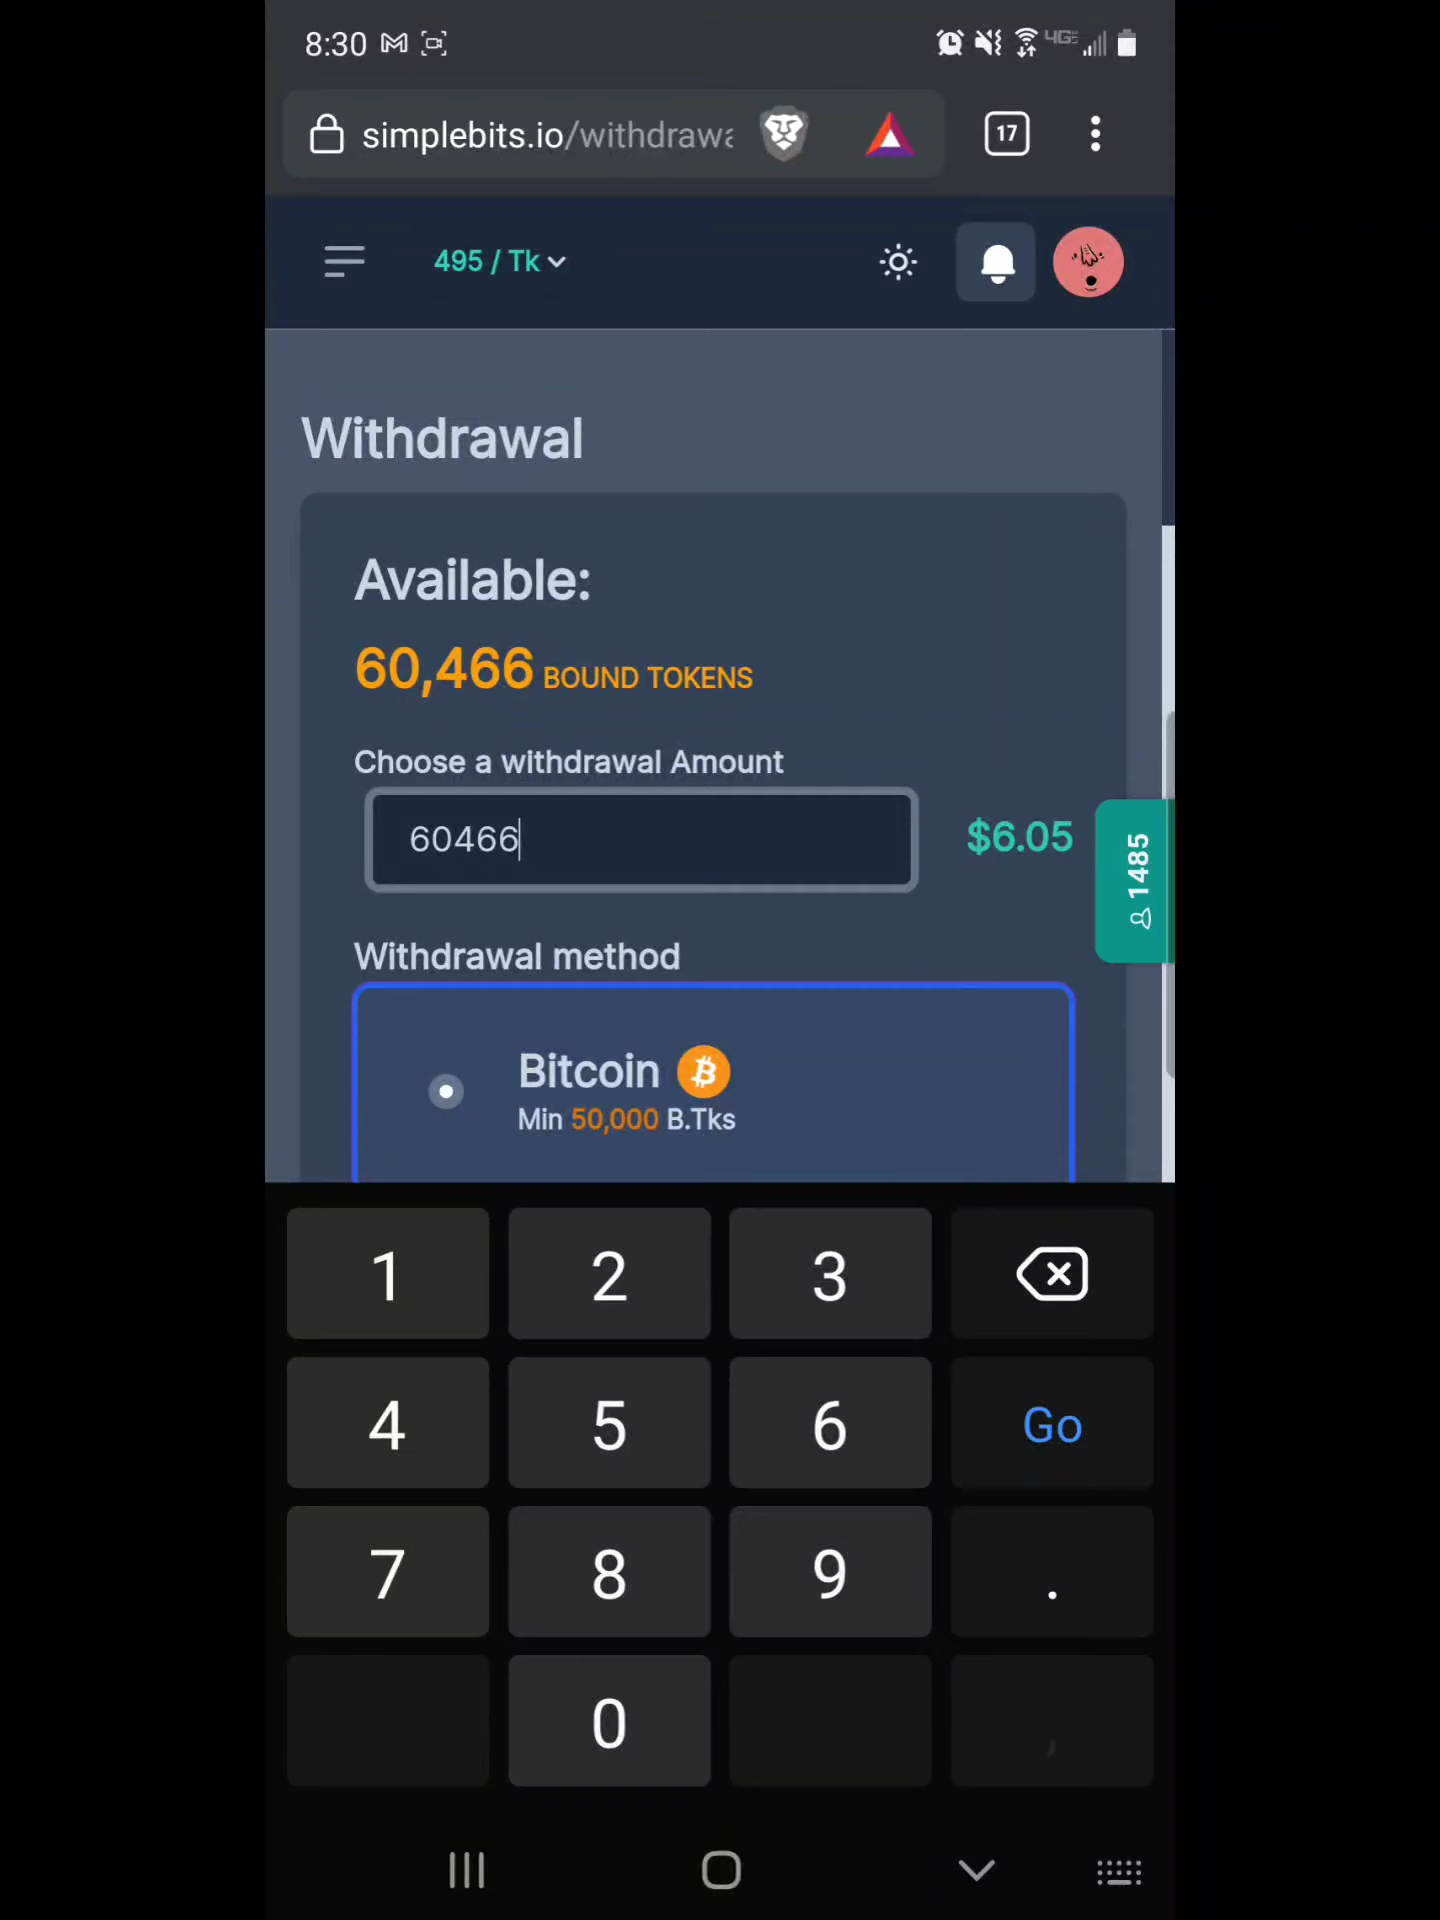 8:30
4G
simplebits.io/withdrawa
17
495 / Tk
Withdrawal
Available:
60,466 BOUND TOKENS
Choose a withdrawal Amount
60466
$6.05
1485
Withdrawal method
Bitcoin
Min 50,000 B.Tks
1 2 3
4 5 6 Go
7 8 9 .
0 ,